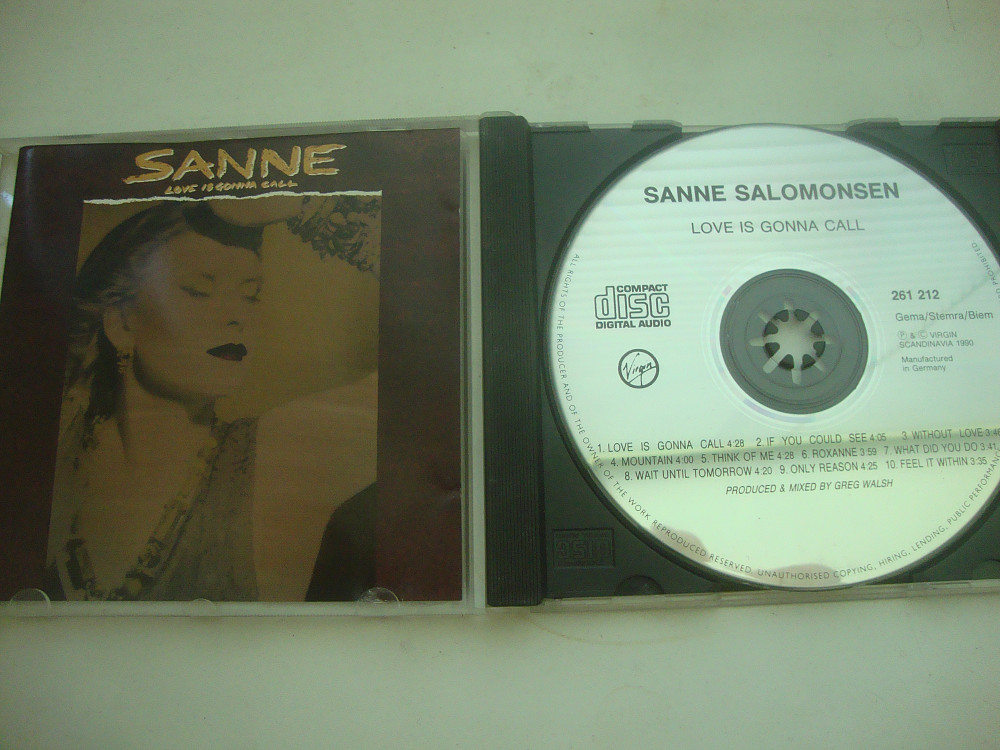 SANNE
LOVE IS GONNA CALL
SANNE SALOMONSEN
LOVE IS GONNA CALL
COMPACT
disc
DIGITAL AUDIO
Virgin
261 212
Gema/Stemra/Biem
Ⓟ & Ⓒ VIRGIN
SCANDINAVIA 1990
Manufactured
in Germany
1. LOVE IS GONNA CALL 4 28 2. IF YOU COULD SEE 4 05 3. WITHOUT LOVE
4. MOUNTAIN 4:00 5. THINK OF ME 4 28 6. ROXANNE 3 59 7. WHAT DID YOU DO 3 41
8. WAIT UNTIL TOMORROW 4 20 9. ONLY REASON 4 25 10. FEEL IT WITHIN 3 35
PRODUCED & MIXED BY GREG WALSH
ALL RIGHTS OF THE PRODUCER AND OF THE OWNER OF THE WORK REPRODUCED RESERVED. UNAUTHORISED COPYING, HIRING, LENDING, PUBLIC PROHIBITED